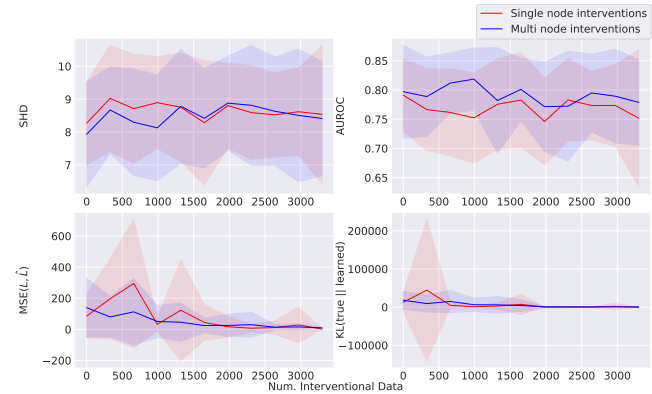 Single node interventions
Multi node interventions
SHD
10
9
8
7
0 500 1000 1500 2000 2500 3000
AUROC
0.85
0.80
0.75
0.70
0.65
0 500 1000 1500 2000 2500 3000
MSE(L, L̂)
600
400
200
0
−200
0 500 1000 1500 2000 2500 3000
KL(true || learned)
200000
100000
0
−100000
0 500 1000 1500 2000 2500 3000
Num. Interventional Data